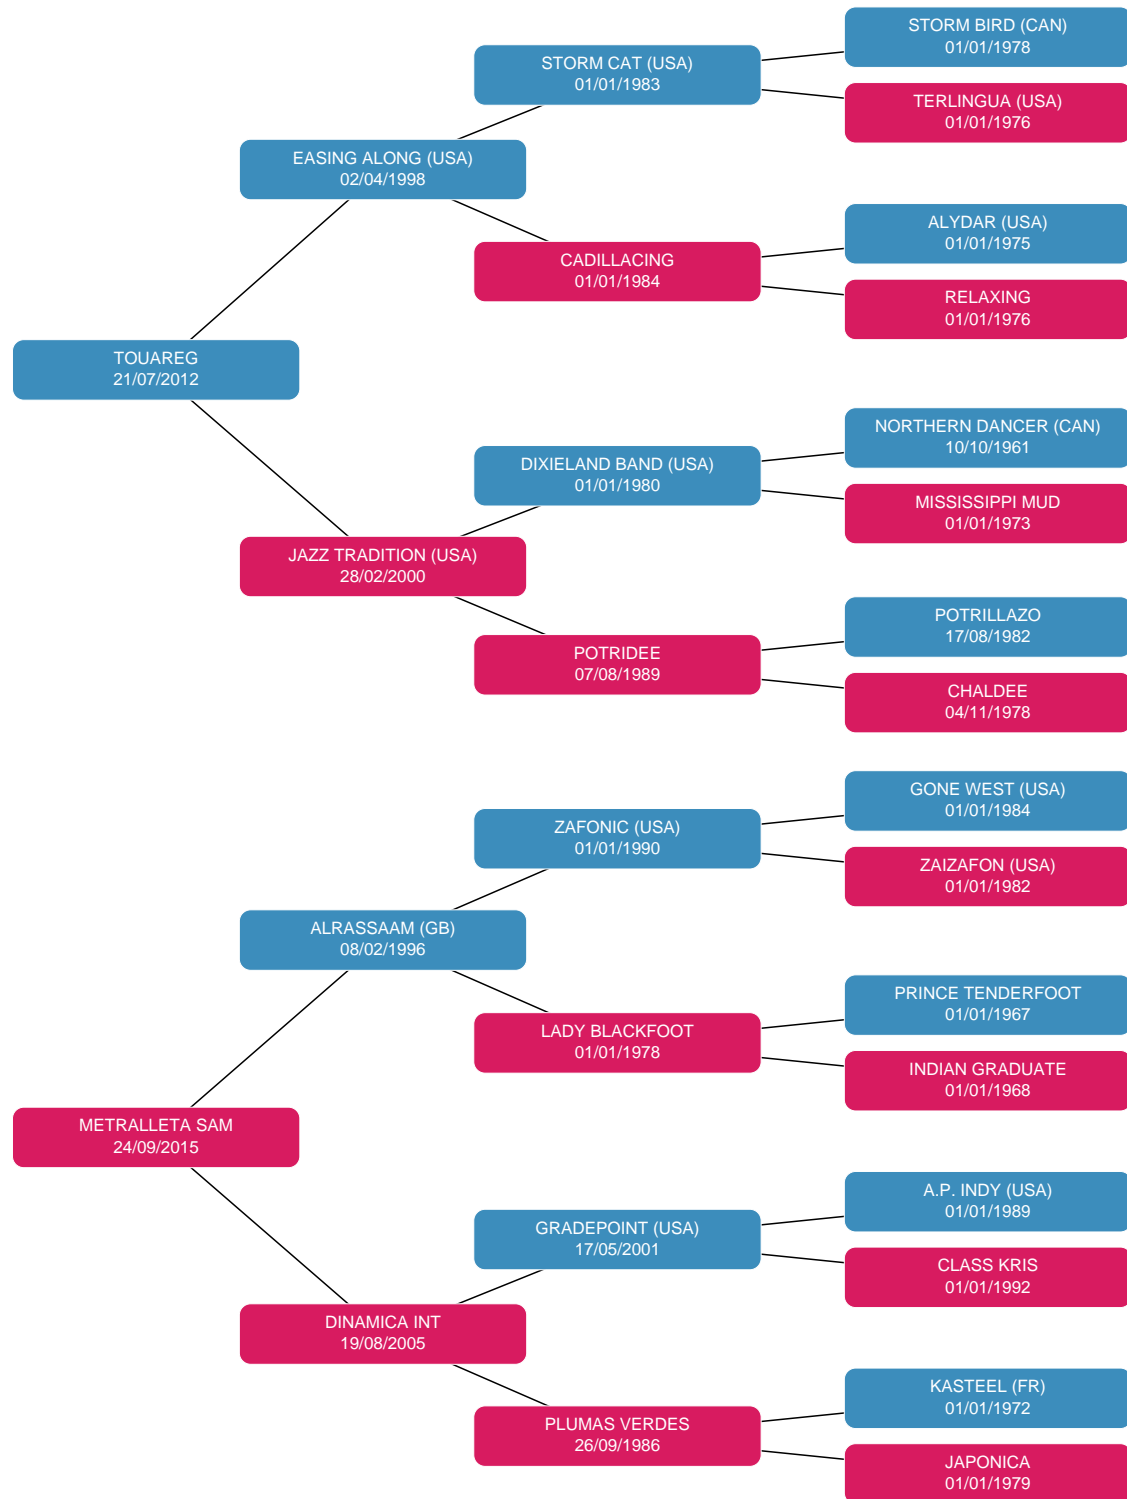 STORM BIRD (CAN)
01/01/1978
STORM CAT (USA)
01/01/1983
TERLINGUA (USA)
01/01/1976
EASING ALONG (USA)
02/04/1998
ALYDAR (USA)
01/01/1975
CADILLACING
01/01/1984
RELAXING
01/01/1976
TOUAREG
21/07/2012
NORTHERN DANCER (CAN)
10/10/1961
DIXIELAND BAND (USA)
01/01/1980
MISSISSIPPI MUD
01/01/1973
JAZZ TRADITION (USA)
28/02/2000
POTRILLAZO
17/08/1982
POTRIDEE
07/08/1989
CHALDEE
04/11/1978
GONE WEST (USA)
01/01/1984
ZAFONIC (USA)
01/01/1990
ZAIZAFON (USA)
01/01/1982
ALRASSAAM (GB)
08/02/1996
PRINCE TENDERFOOT
01/01/1967
LADY BLACKFOOT
01/01/1978
INDIAN GRADUATE
01/01/1968
METRALLETA SAM
24/09/2015
A.P. INDY (USA)
01/01/1989
GRADEPOINT (USA)
17/05/2001
CLASS KRIS
01/01/1992
DINAMICA INT
19/08/2005
KASTEEL (FR)
01/01/1972
PLUMAS VERDES
26/09/1986
JAPONICA
01/01/1979